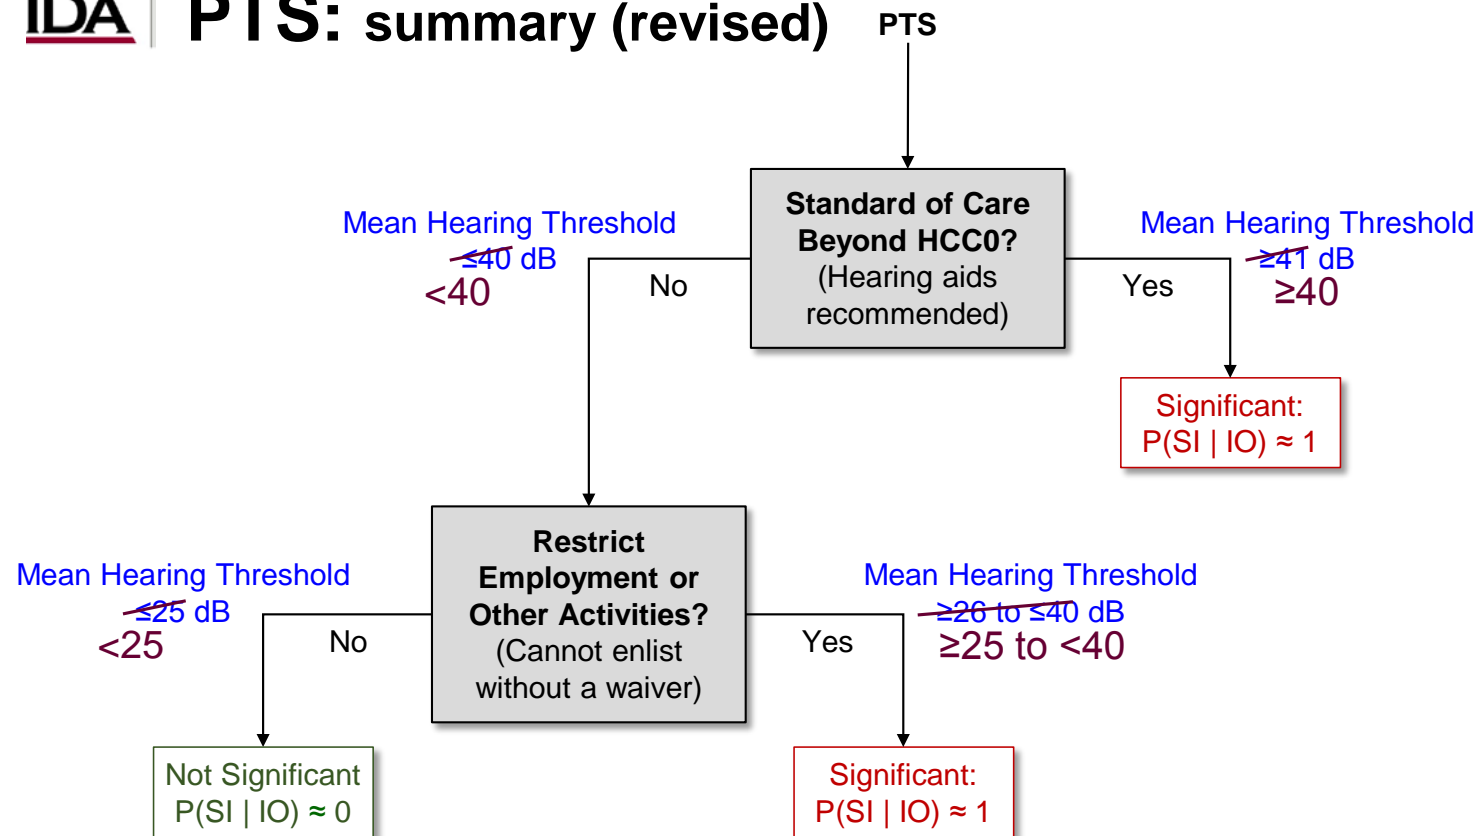 IDA
PTS: summary (revised)
PTS
Standard of Care
Beyond HCC0?
(Hearing aids
recommended)
Mean Hearing Threshold
≤40 dB
<40
No
Mean Hearing Threshold
≥41 dB
≥40
Yes
Significant:
P(SI | IO) ≈ 1
Restrict
Employment or
Other Activities?
(Cannot enlist
without a waiver)
Mean Hearing Threshold
≤25 dB
<25
No
Mean Hearing Threshold
≥26 to ≤40 dB
≥25 to <40
Yes
Not Significant
P(SI | IO) ≈ 0
Significant:
P(SI | IO) ≈ 1